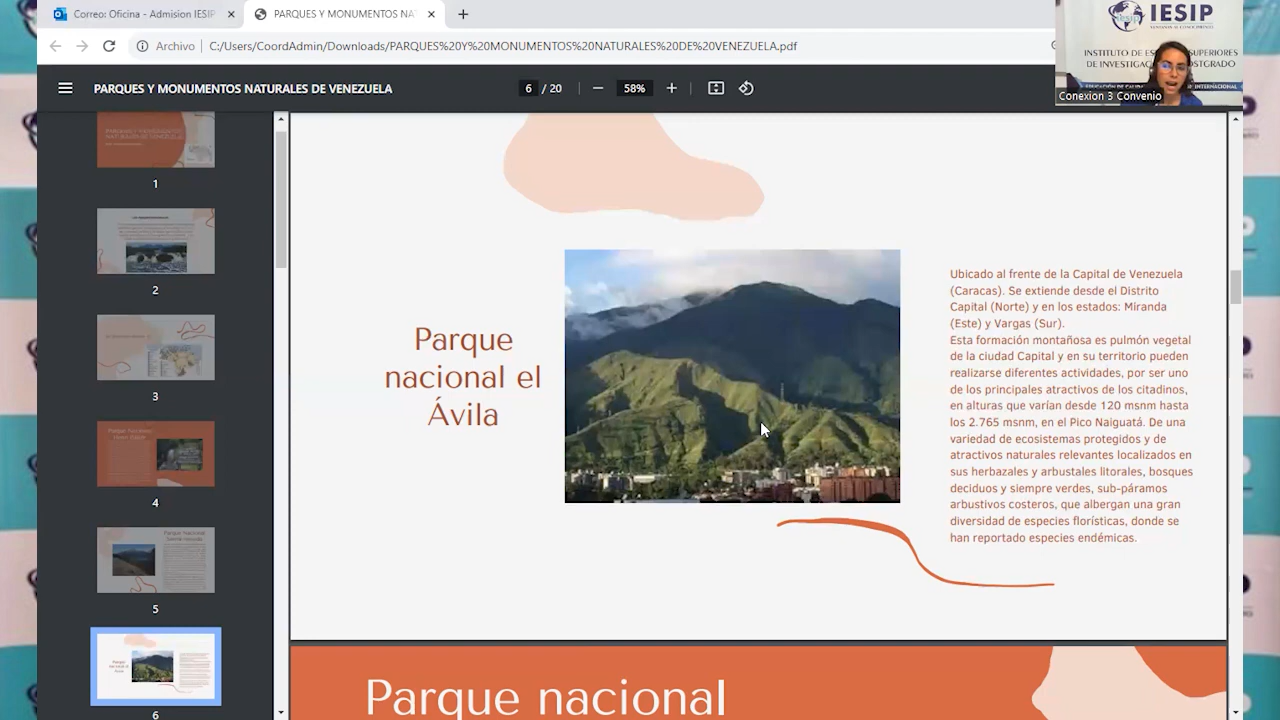 Correo: Oficina - Admision IESIP
PARQUES Y MONUMENTOS NA
Archivo
C:/Users/CoordAdmin/Downloads/PARQUES%20Y%20MONUMENTOS%20NATURALES%20DE%20VENEZUELA.pdf
IESIP
INSTITUTO DE SUPERIORES
DE
Conexión 3 Convenio
PARQUES Y MONUMENTOS NATURALES DE VENEZUELA
6 / 20
58%
1
2
3
4
5
6
Parque
nacional el
Ávila
Ubicado al frente de la Capital de Venezuela
(Caracas). Se extiende desde el Distrito
Capital (Norte) y en los estados: Miranda
(Este) y Vargas (Sur).
Esta formación montañosa es pulmón vegetal
de la ciudad Capital y en su territorio pueden
realizarse diferentes actividades, por ser uno
de los principales atractivos de los citadinos,
en alturas que varían desde 120 msnm hasta
los 2.765 msnm, en el Pico Naiguatá. De una
variedad de ecosistemas protegidos y de
atractivos naturales relevantes localizados en
sus herbazales y arbustales litorales, bosques
deciduos y siempre verdes, sub-páramos
arbustivos costeros, que albergan una gran
diversidad de especies florísticas, donde se
han reportado especies endémicas.
Parque nacional